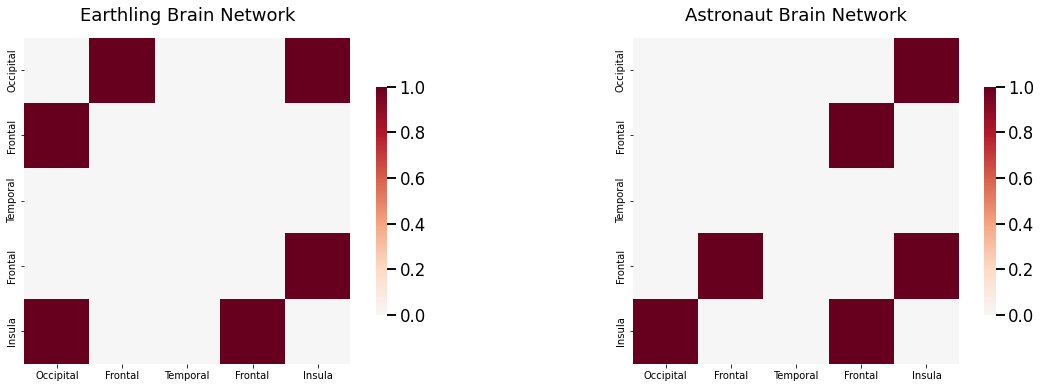 Earthling Brain Network
Occipital
Frontal
Temporal
Frontal
Insula
Occipital Frontal Temporal Frontal Insula
1.0
0.8
0.6
0.4
0.2
0.0
Astronaut Brain Network
Occipital
Frontal
Temporal
Frontal
Insula
Occipital Frontal Temporal Frontal Insula
1.0
0.8
0.6
0.4
0.2
0.0